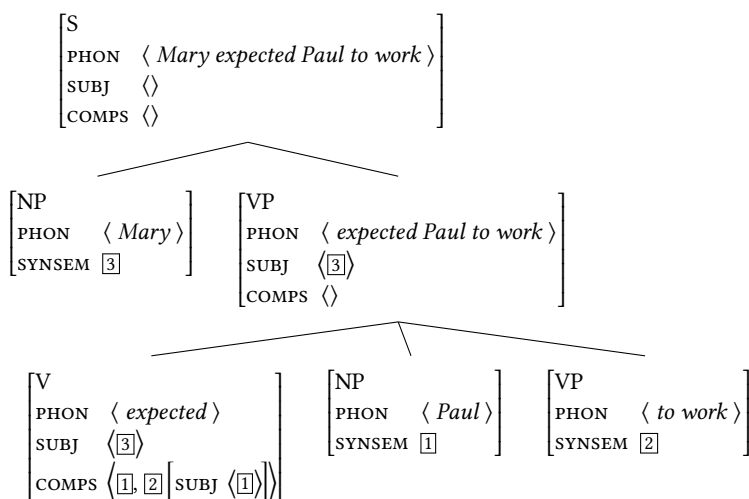 S
PHON ⟨ Mary expected Paul to work ⟩
SUBJ ⟨⟩
COMPS ⟨⟩
NP
PHON ⟨ Mary ⟩
SYNSEM 3
VP
PHON ⟨ expected Paul to work ⟩
SUBJ ⟨3⟩
COMPS ⟨⟩
V
PHON ⟨ expected ⟩
SUBJ ⟨3⟩
COMPS ⟨1, 2 [SUBJ ⟨1⟩]⟩
NP
PHON ⟨ Paul ⟩
SYNSEM 1
VP
PHON ⟨ to work ⟩
SYNSEM 2